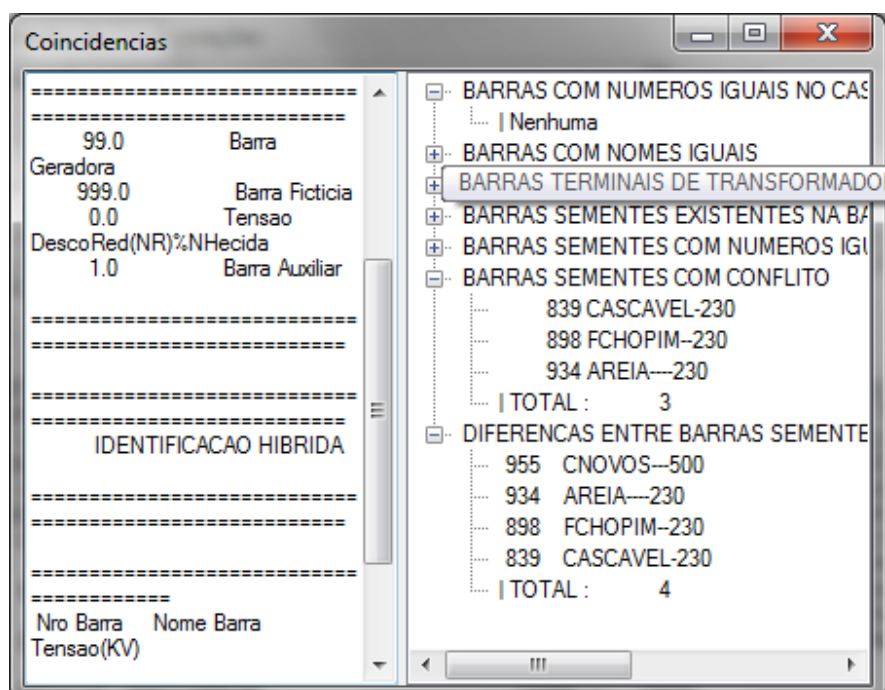 Coincidencias
=============================
============================
99.0 Barra
Geradora
999.0 Barra Ficticia
0.0 Tensao
DescoRed(NR)%NHecida
1.0 Barra Auxiliar
=============================
============================
=============================
============================
IDENTIFICACAO HIBRIDA
=============================
============================
=============================
============
Nro Barra Nome Barra
Tensao(KV)
BARRAS COM NUMEROS IGUAIS NO CAS
| Nenhuma
BARRAS COM NOMES IGUAIS
BARRAS TERMINAIS DE TRANSFORMADO
BARRAS SEMENTES EXISTENTES NA BA
BARRAS SEMENTES COM NUMEROS IGU
BARRAS SEMENTES COM CONFLITO
839 CASCAVEL-230
898 FCHOPIM--230
934 AREIA----230
| TOTAL : 3
DIFERENCAS ENTRE BARRAS SEMENTE
955 CNOVOS---500
934 AREIA----230
898 FCHOPIM--230
839 CASCAVEL-230
| TOTAL : 4